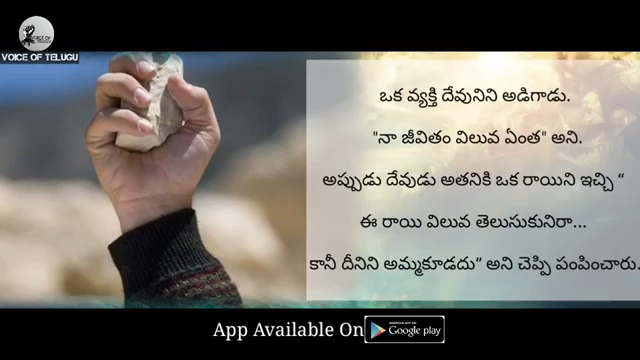 VOICE OF TELUGU
ఒక వ్యక్తి దేవునిని అడిగాడు.
"నా జీవితం విలువ ఏంత" అని.
అప్పుడు దేవుడు అతనికి ఒక రాయిని ఇచ్చి “
ఈ రాయి విలువ తెలుసుకునిరా...
కానీ దీనిని అమ్మకూడదు” అని చెప్పి పంపించారు.
App Available On Google play